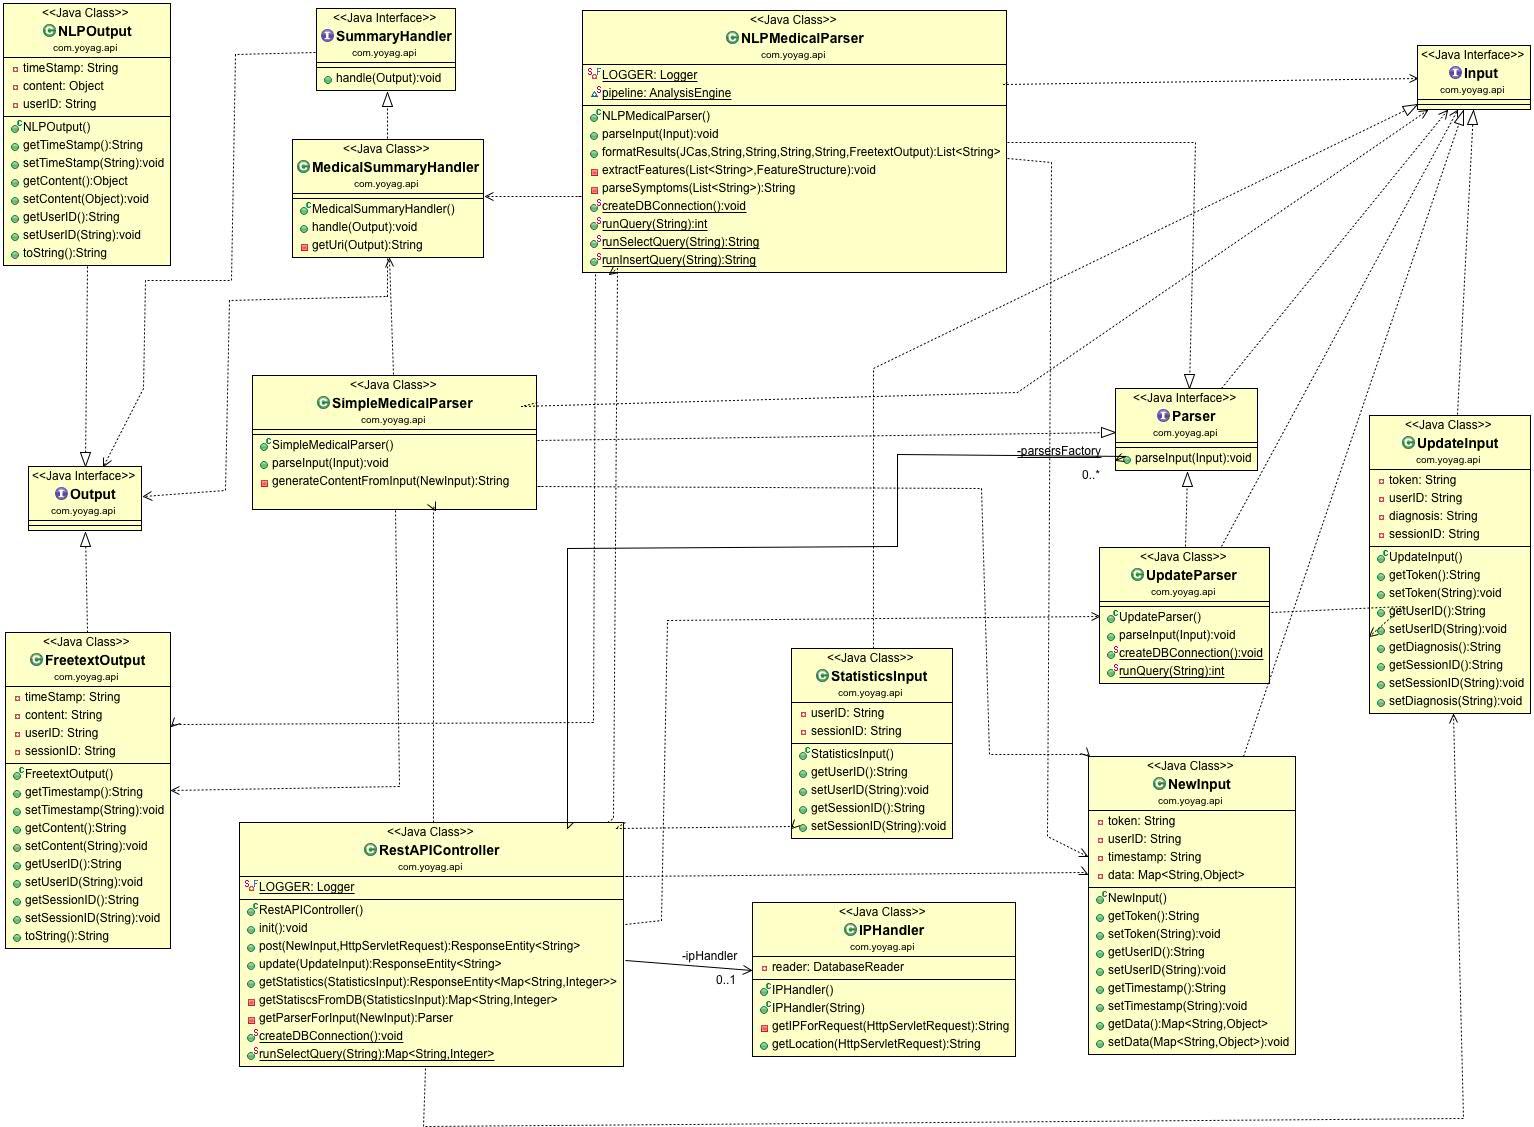 <<Java Class>>
NLPOutput
com.yoyag.api
timeStamp: String
content: Object
userID: String
NLPOutput()
getTimeStamp():String
setTimeStamp(String):void
getContent():Object
setContent(Object):void
getUserID():String
setUserID(String):void
toString():String
<<Java Interface>>
SummaryHandler
com.yoyag.api
handle(Output):void
<<Java Class>>
MedicalSummaryHandler
com.yoyag.api
MedicalSummaryHandler()
handle(Output):void
getUri(Output):String
<<Java Class>>
NLPMedicalParser
com.yoyag.api
LOGGER: Logger
pipeline: AnalysisEngine
NLPMedicalParser()
parseInput(Input):void
formatResults(JCas,String,String,String,String,FreetextOutput):List<String>
extractFeatures(List<String>,FeatureStructure):void
parseSymptoms(List<String>):String
createDBConnection():void
runQuery(String):int
runSelectQuery(String):String
runInsertQuery(String):String
<<Java Interface>>
Input
com.yoyag.api
<<Java Class>>
SimpleMedicalParser
com.yoyag.api
SimpleMedicalParser()
parseInput(Input):void
generateContentFromInput(NewInput):String
<<Java Interface>>
Parser
com.yoyag.api
parseInput(Input):void
-parsersFactory
0..*
<<Java Class>>
UpdateInput
com.yoyag.api
token: String
userID: String
diagnosis: String
sessionID: String
UpdateInput()
getToken():String
setToken(String):void
getUserID():String
setUserID(String):void
getDiagnosis():String
getSessionID():String
setSessionID(String):void
setDiagnosis(String):void
<<Java Interface>>
Output
com.yoyag.api
<<Java Class>>
UpdateParser
com.yoyag.api
UpdateParser()
parseInput(Input):void
createDBConnection():void
runQuery(String):int
<<Java Class>>
FreetextOutput
com.yoyag.api
timeStamp: String
content: String
userID: String
sessionID: String
FreetextOutput()
getTimestamp():String
setTimestamp(String):void
getContent():String
setContent(String):void
getUserID():String
setUserID(String):void
getSessionID():String
setSessionID(String):void
toString():String
<<Java Class>>
StatisticsInput
com.yoyag.api
userID: String
sessionID: String
StatisticsInput()
getUserID():String
setUserID(String):void
getSessionID():String
setSessionID(String):void
<<Java Class>>
NewInput
com.yoyag.api
token: String
userID: String
timestamp: String
data: Map<String,Object>
NewInput()
getToken():String
setToken(String):void
getUserID():String
setUserID(String):void
getTimestamp():String
setTimestamp(String):void
getData():Map<String,Object>
setData(Map<String,Object>):void
<<Java Class>>
RestAPIController
com.yoyag.api
LOGGER: Logger
RestAPIController()
init():void
post(NewInput,HttpServletRequest):ResponseEntity<String>
update(UpdateInput):ResponseEntity<String>
getStatistics(StatisticsInput):ResponseEntity<Map<String,Integer>>
getStatiscsFromDB(StatisticsInput):Map<String,Integer>
getParserForInput(NewInput):Parser
createDBConnection():void
runSelectQuery(String):Map<String,Integer>
-ipHandler
0..1
<<Java Class>>
IPHandler
com.yoyag.api
reader: DatabaseReader
IPHandler()
IPHandler(String)
getIPForRequest(HttpServletRequest):String
getLocation(HttpServletRequest):String